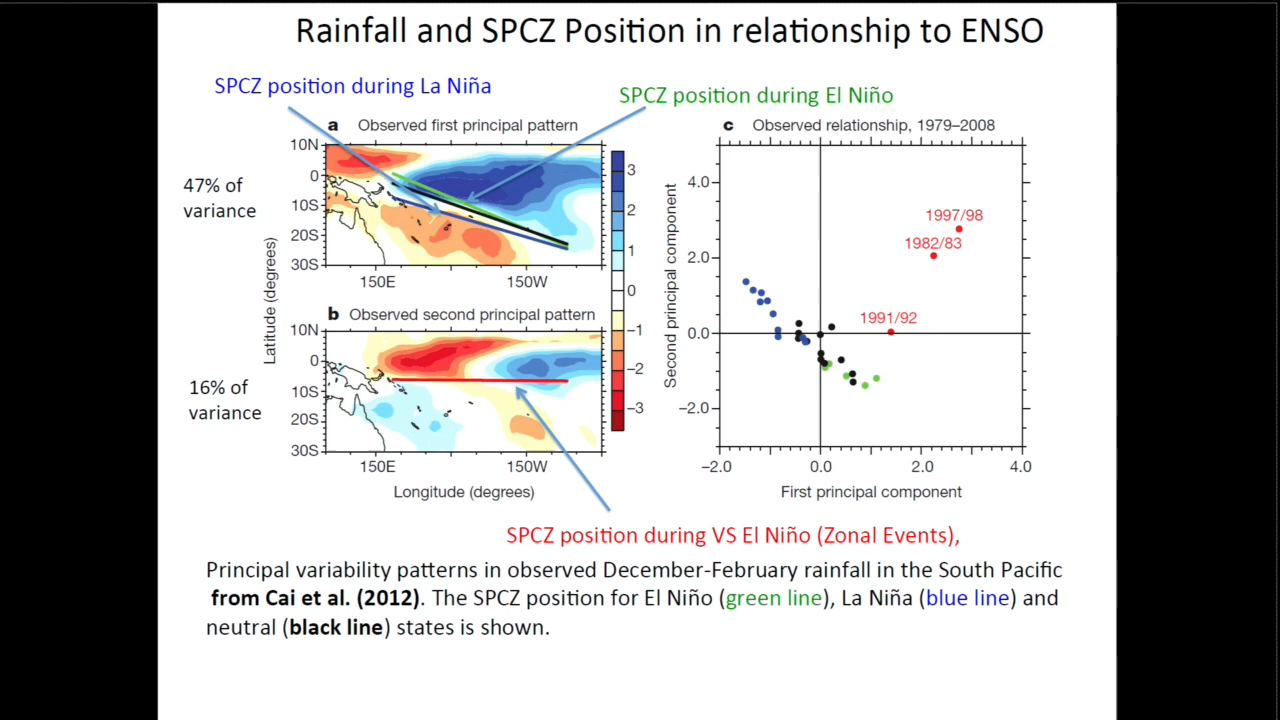 Rainfall and SPCZ Position in relationship to ENSO
SPCZ position during La Niña
SPCZ position during El Niño
a Observed first principal pattern
c Observed relationship, 1979–2008
47% of
variance
16% of
variance
Latitude (degrees)
10N
0
10S
20S
30S
150E
150W
b Observed second principal pattern
10N
0
10S
20S
30S
150E
150W
Longitude (degrees)
3
2
1
0
−1
−2
−3
Second principal component
4.0
2.0
0.0
−2.0
1997/98
1982/83
1991/92
−2.0
0.0
2.0
4.0
First principal component
SPCZ position during VS El Niño (Zonal Events),
Principal variability patterns in observed December-February rainfall in the South Pacific
from Cai et al. (2012). The SPCZ position for El Niño (green line), La Niña (blue line) and
neutral (black line) states is shown.